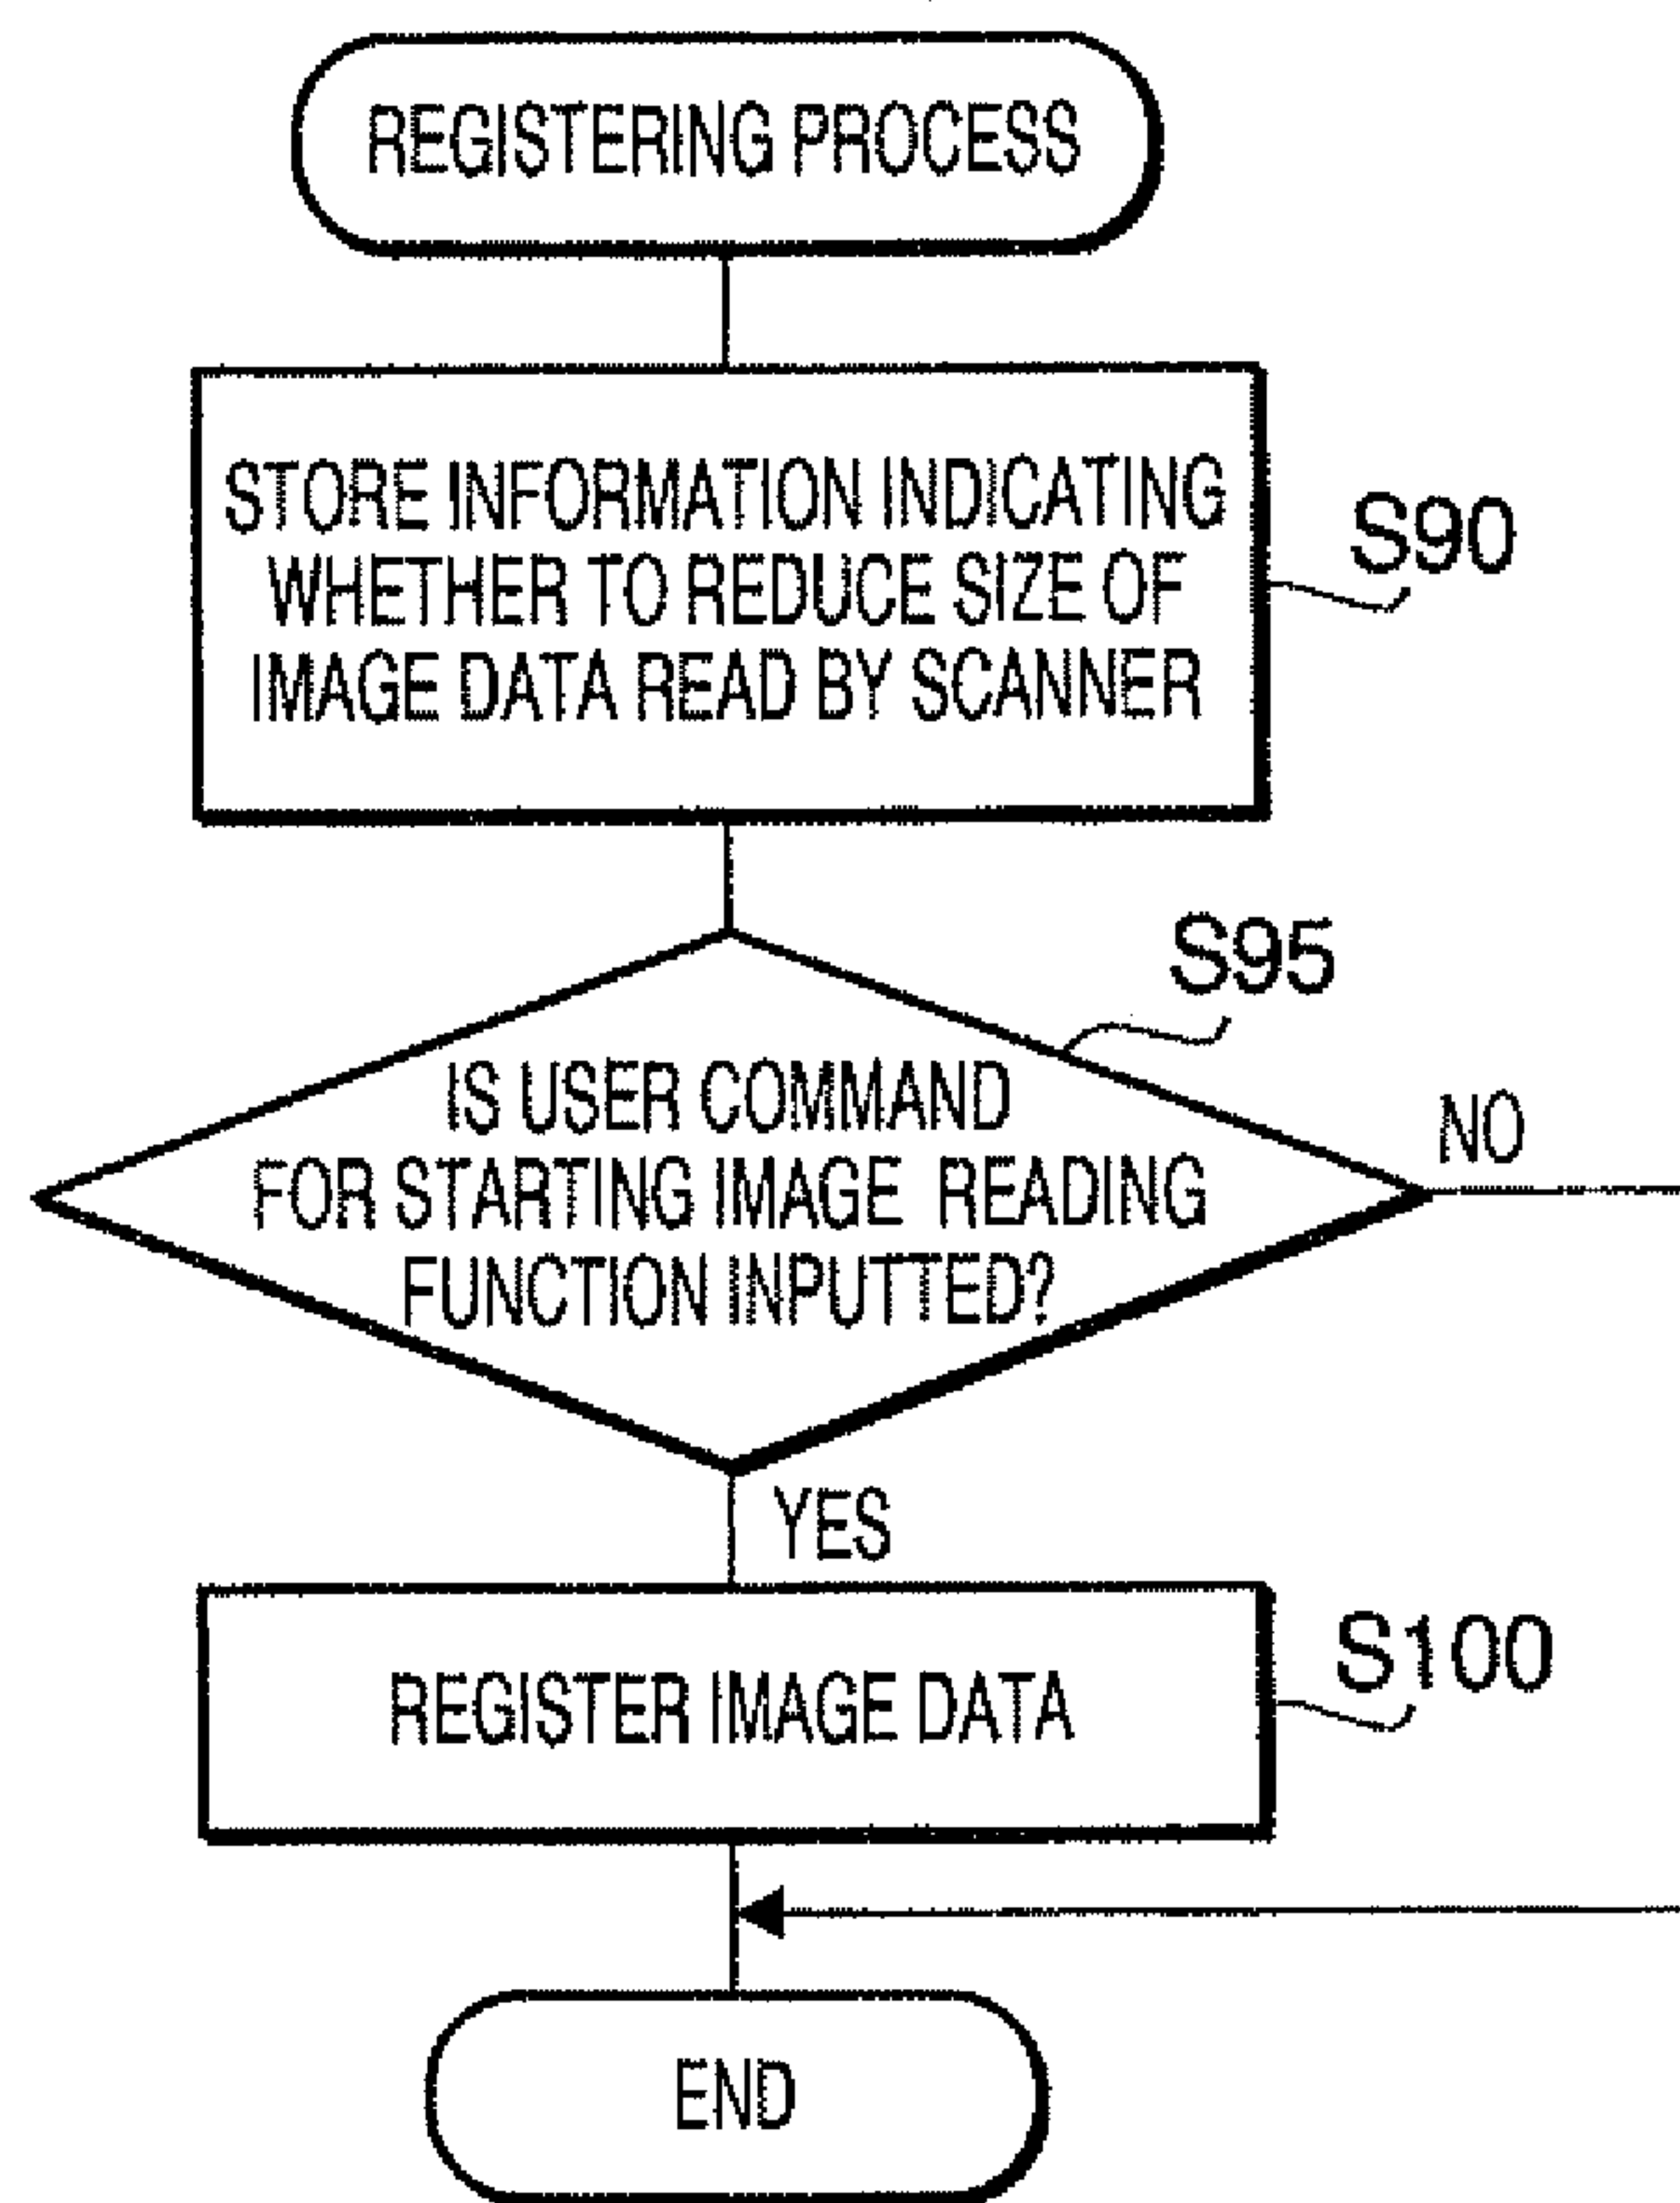 REGISTERING PROCESS
STORE INFORMATION INDICATING
WHETHER TO REDUCE SIZE OF
IMAGE DATA READ BY SCANNER
S90
S95
IS USER COMMAND
FOR STARTING IMAGE READING
FUNCTION INPUTTED?
NO
YES
REGISTER IMAGE DATA
S100
END